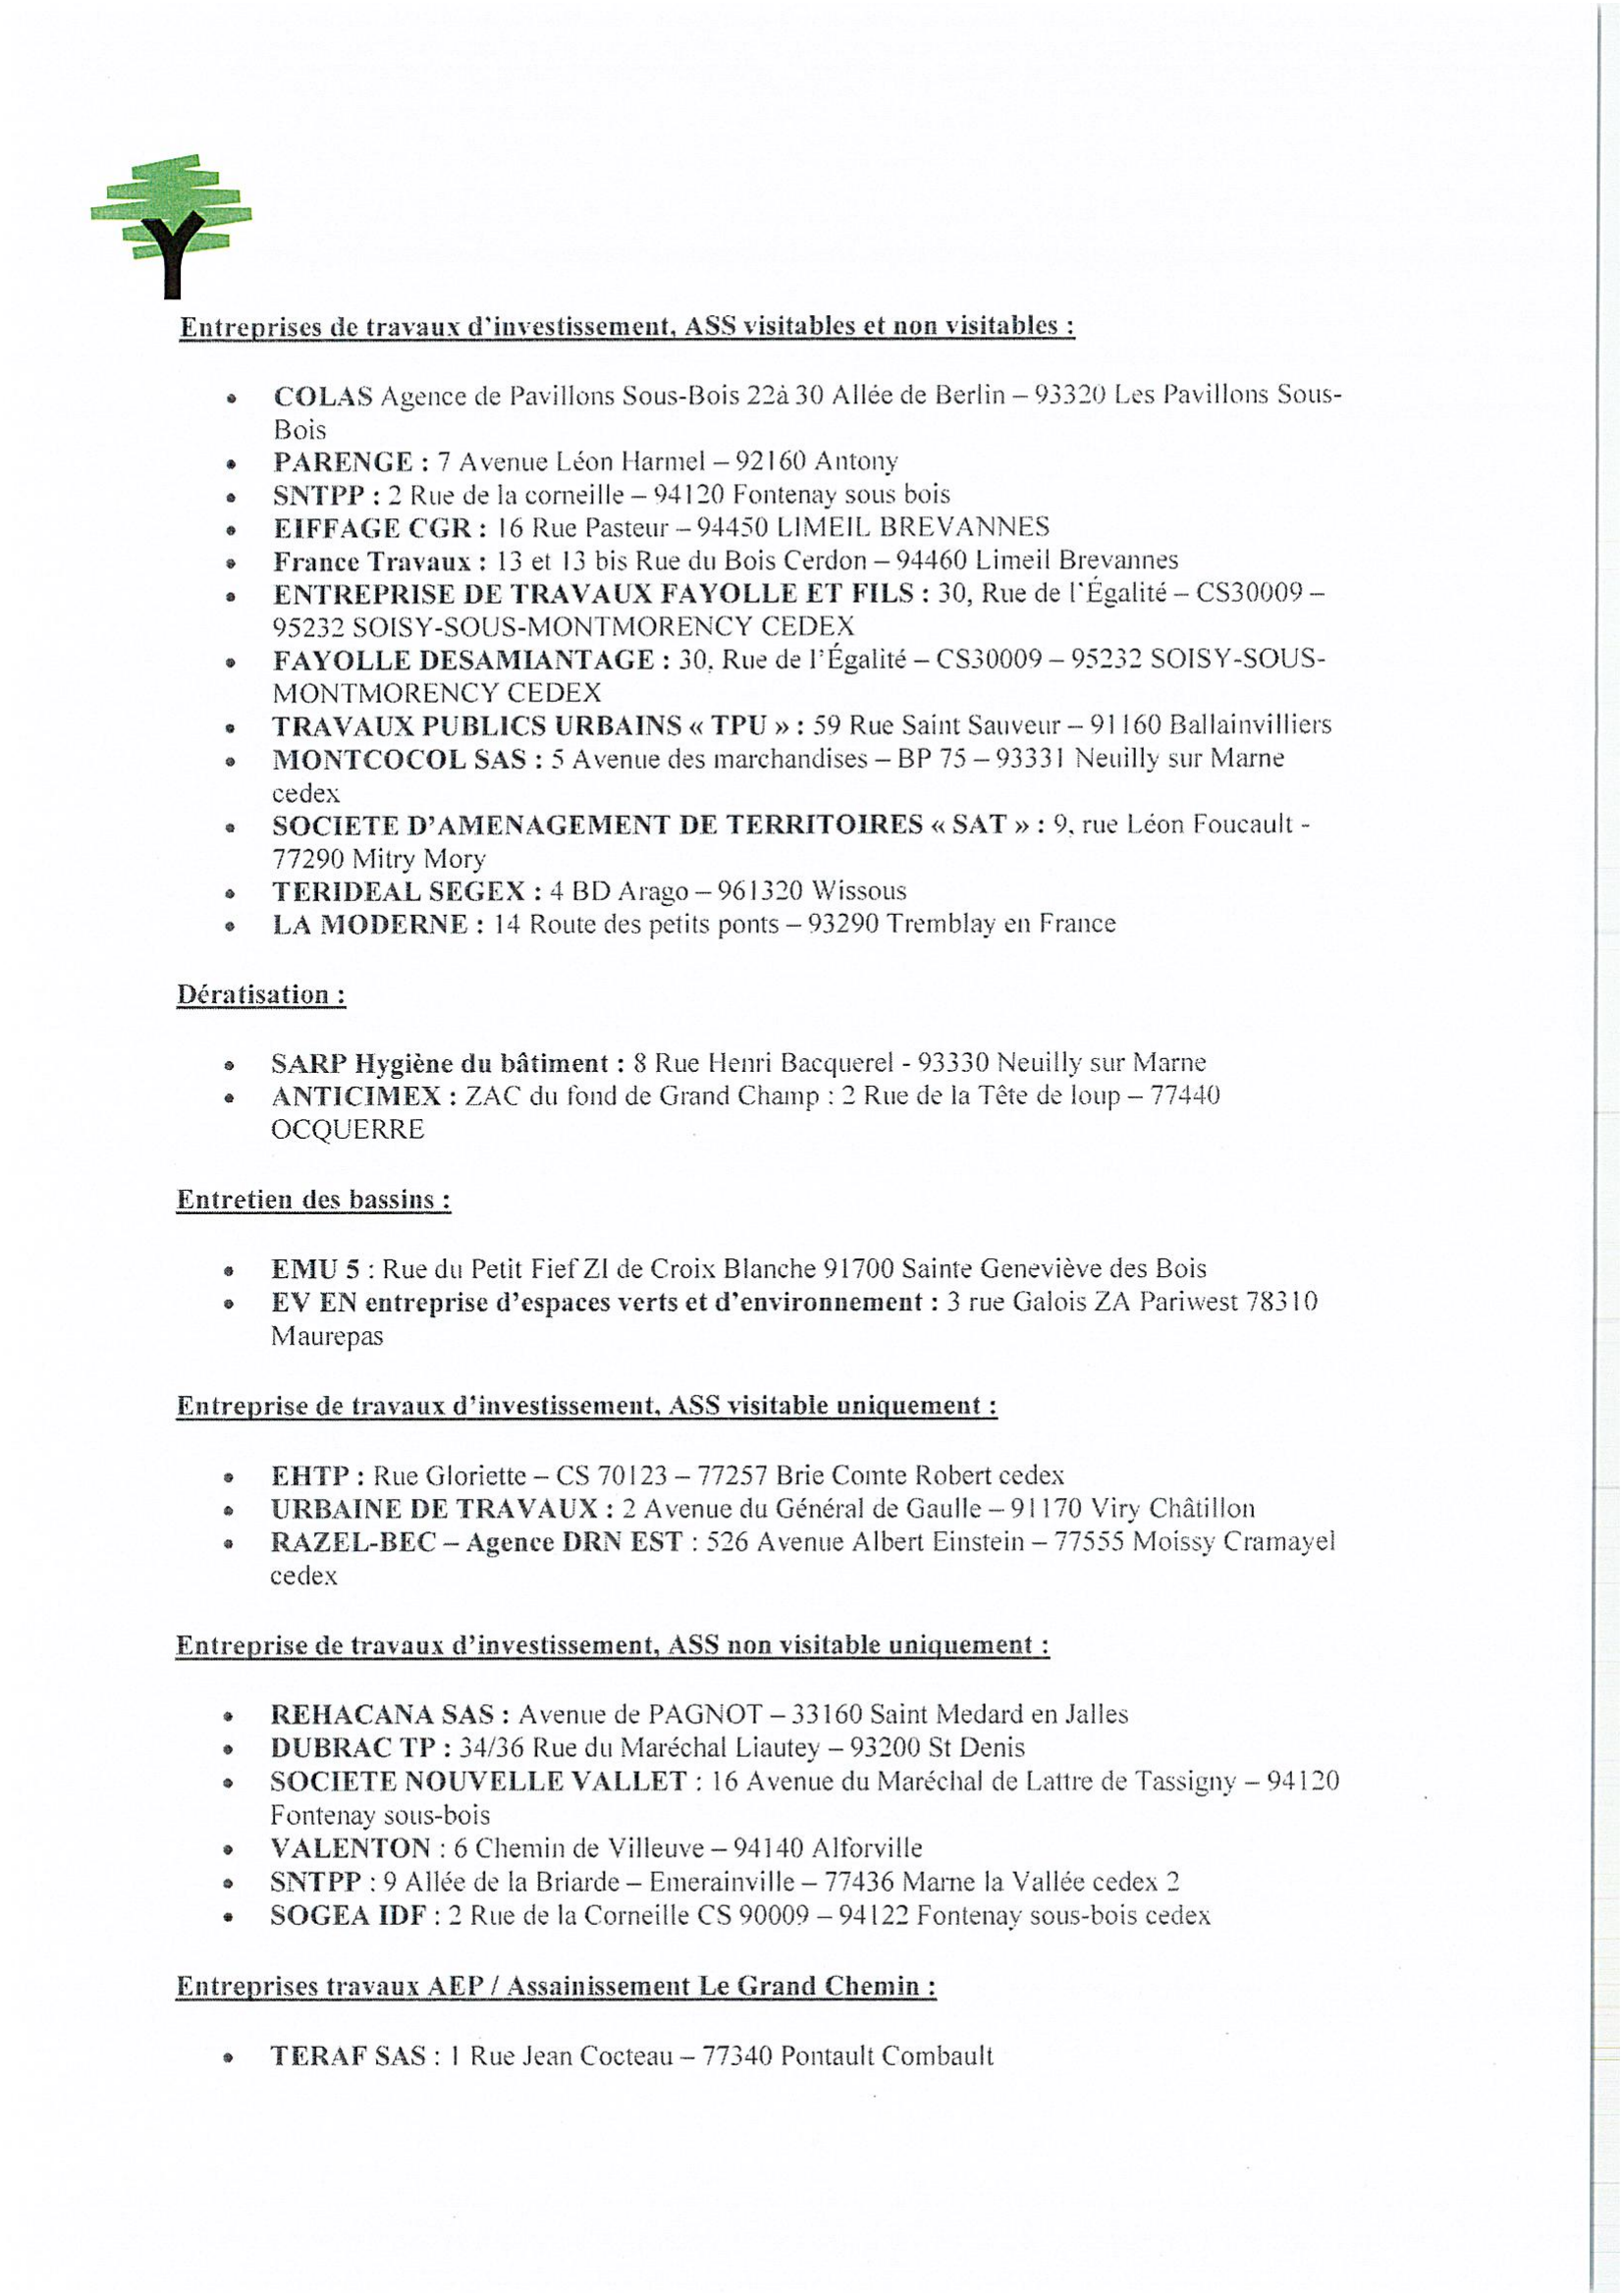 Entreprises de travaux d'investissement, ASS visitables et non visitables :
• COLAS Agence de Pavillons Sous-Bois 22à 30 Allée de Berlin – 93320 Les Pavillons Sous-
Bois
• PARENGE : 7 Avenue Léon Harmel – 92160 Antony
• SNTPP : 2 Rue de la corneille – 94120 Fontenay sous bois
• EIFFAGE CGR : 16 Rue Pasteur – 94450 LIMEIL BREVANNES
• France Travaux : 13 et 13 bis Rue du Bois Cerdon – 94460 Limeil Brevannes
• ENTREPRISE DE TRAVAUX FAYOLLE ET FILS : 30, Rue de l'Égalité – CS30009 –
95232 SOISY-SOUS-MONTMORENCY CEDEX
• FAYOLLE DESAMIANTAGE : 30, Rue de l'Égalité – CS30009 – 95232 SOISY-SOUS-
MONTMORENCY CEDEX
• TRAVAUX PUBLICS URBAINS « TPU » : 59 Rue Saint Sauveur – 91160 Ballainvilliers
• MONTCOCOL SAS : 5 Avenue des marchandises – BP 75 – 93331 Neuilly sur Marne
cedex
• SOCIETE D'AMENAGEMENT DE TERRITOIRES « SAT » : 9, rue Léon Foucault -
77290 Mitry Mory
• TERIDEAL SEGEX : 4 BD Arago – 961320 Wissous
• LA MODERNE : 14 Route des petits ponts – 93290 Tremblay en France
Dératisation :
• SARP Hygiène du bâtiment : 8 Rue Henri Bacquerel - 93330 Neuilly sur Marne
• ANTICIMEX : ZAC du fond de Grand Champ : 2 Rue de la Tête de loup – 77440
OCQUERRE
Entretien des bassins :
• EMU 5 : Rue du Petit Fief ZI de Croix Blanche 91700 Sainte Geneviève des Bois
• EV EN entreprise d'espaces verts et d'environnement : 3 rue Galois ZA Pariwest 78310
Maurepas
Entreprise de travaux d'investissement, ASS visitable uniquement :
• EHTP : Rue Gloriette – CS 70123 – 77257 Brie Comte Robert cedex
• URBAINE DE TRAVAUX : 2 Avenue du Général de Gaulle – 91170 Viry Châtillon
• RAZEL-BEC – Agence DRN EST : 526 Avenue Albert Einstein – 77555 Moissy Cramayel
cedex
Entreprise de travaux d'investissement, ASS non visitable uniquement :
• REHACANA SAS : Avenue de PAGNOT – 33160 Saint Medard en Jalles
• DUBRAC TP : 34/36 Rue du Maréchal Liautey – 93200 St Denis
• SOCIETE NOUVELLE VALLET : 16 Avenue du Maréchal de Lattre de Tassigny – 94120
Fontenay sous-bois
• VALENTON : 6 Chemin de Villeuve – 94140 Alforville
• SNTPP : 9 Allée de la Briarde – Emerainville – 77436 Marne la Vallée cedex 2
• SOGEA IDF : 2 Rue de la Corneille CS 90009 – 94122 Fontenay sous-bois cedex
Entreprises travaux AEP / Assainissement Le Grand Chemin :
• TERAF SAS : 1 Rue Jean Cocteau – 77340 Pontault Combault